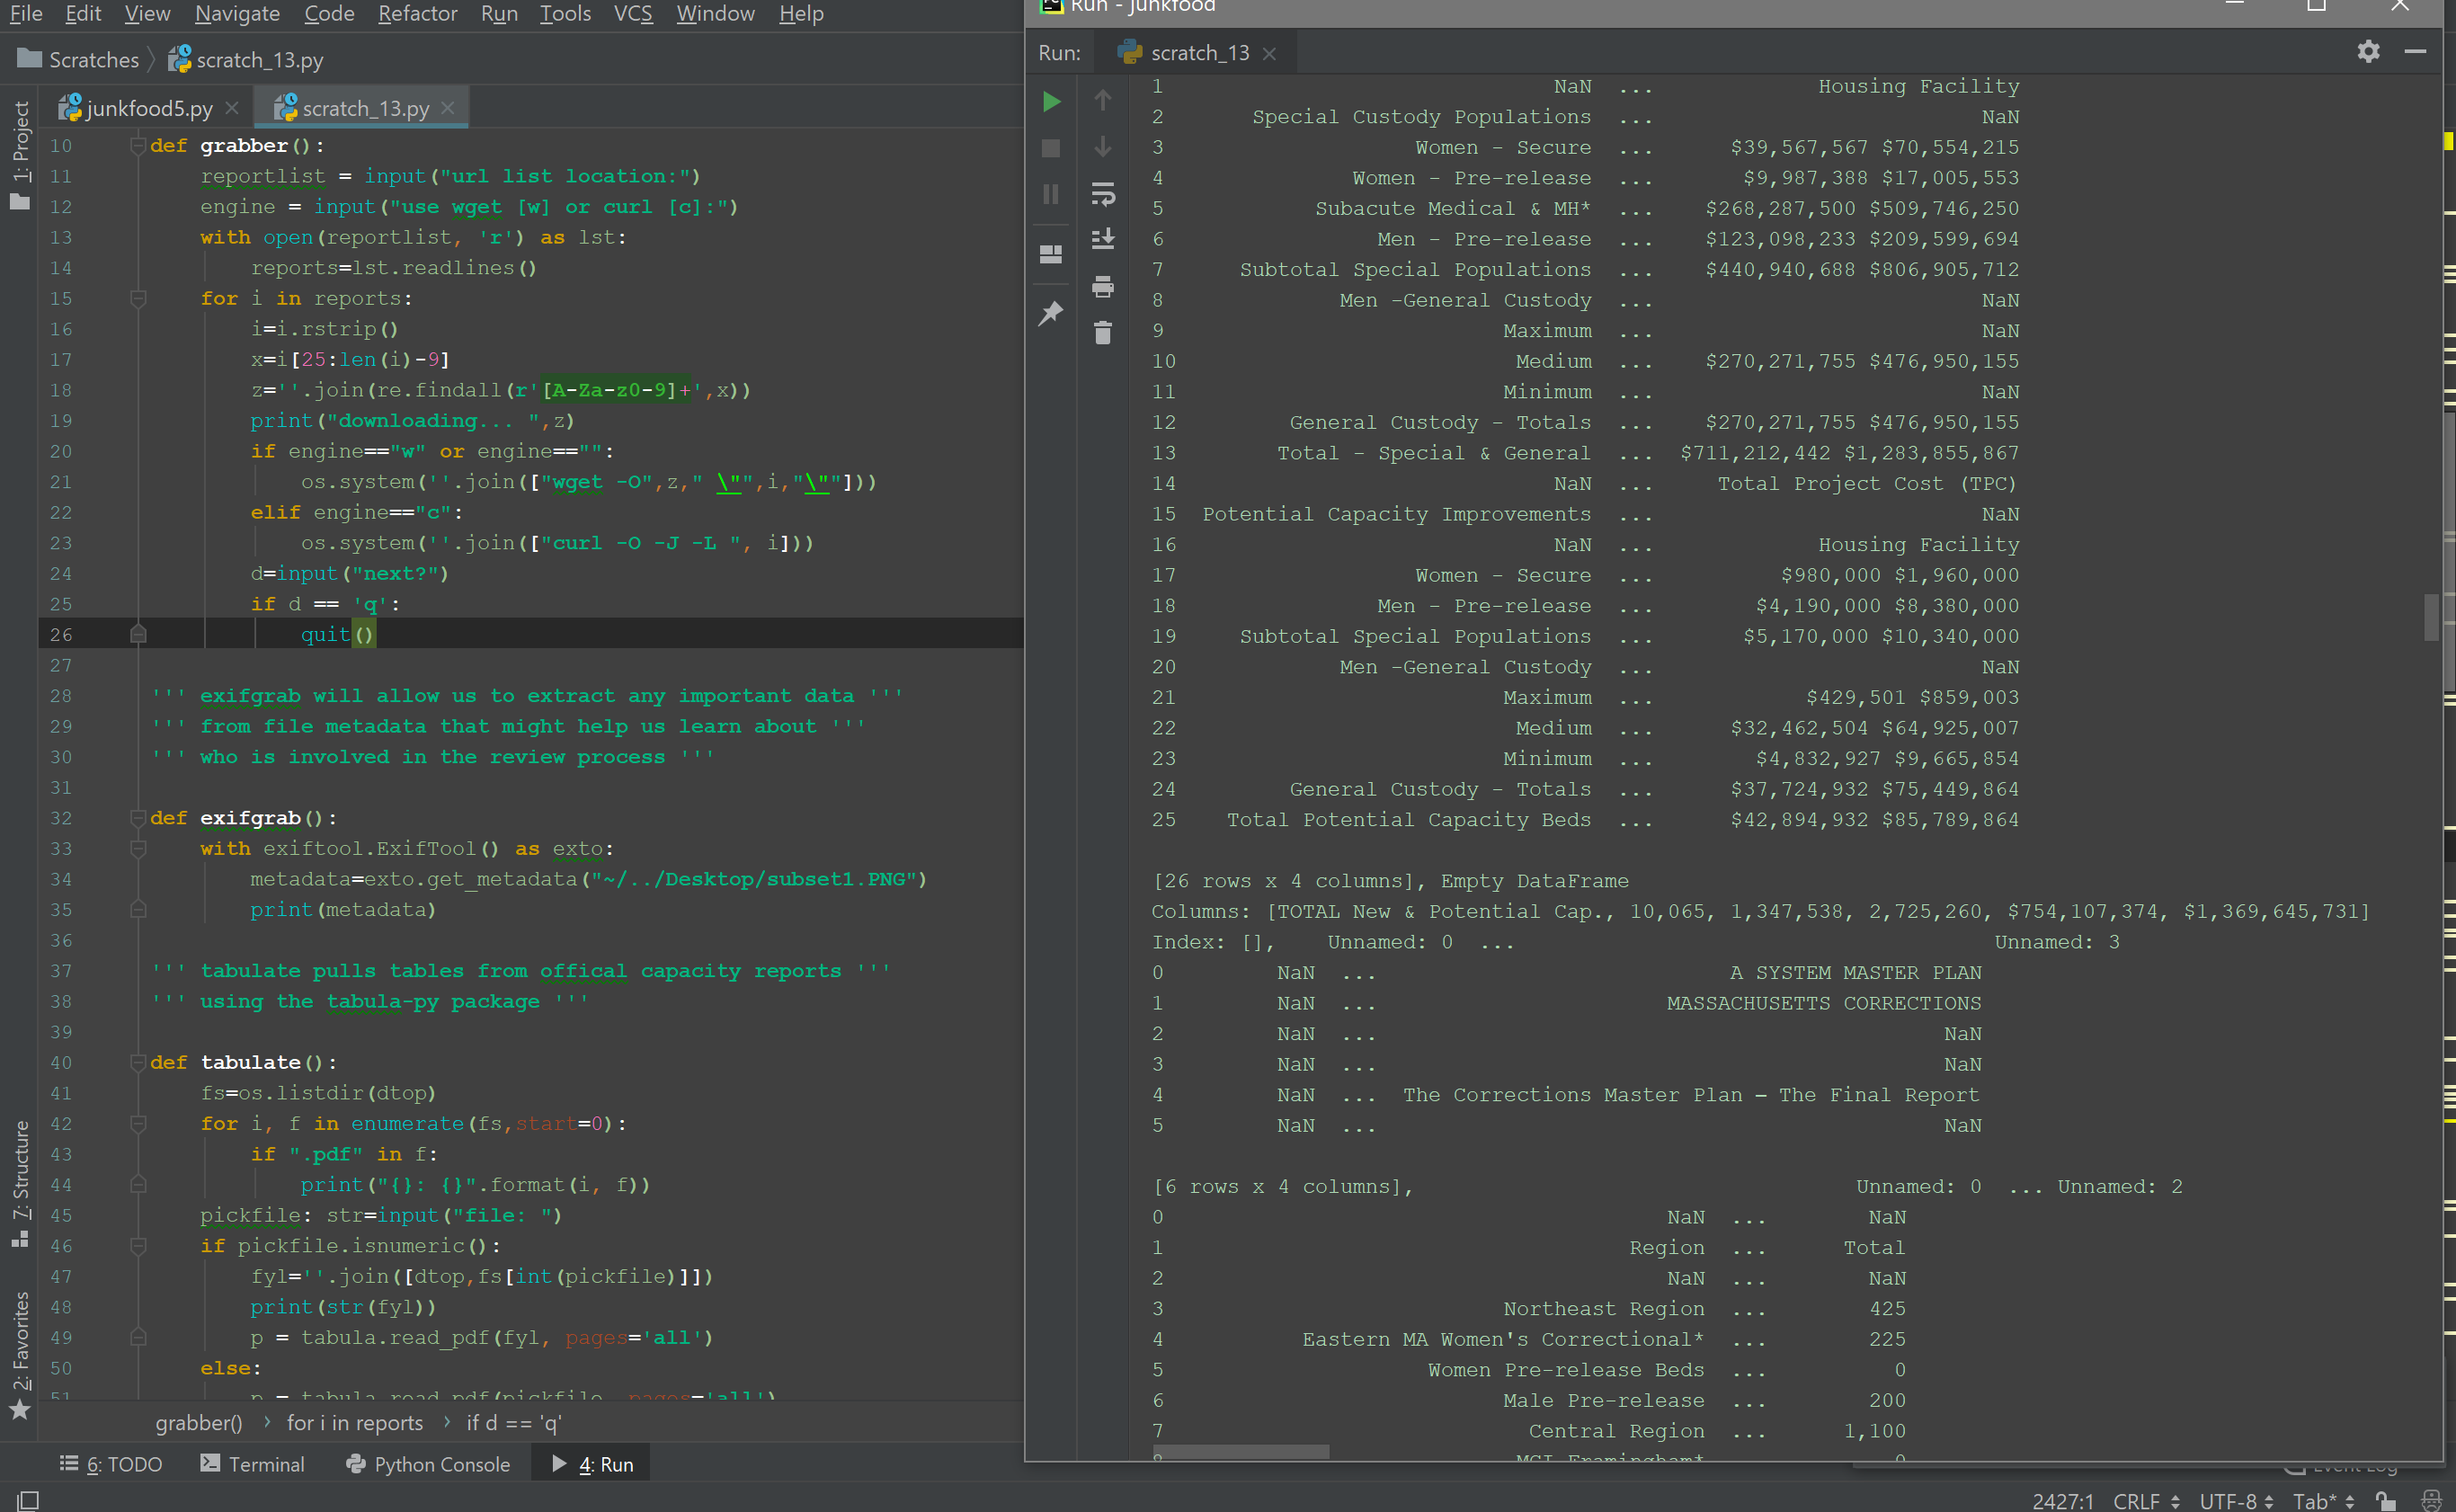 File Edit View Navigate Code Refactor Run Tools VCS Window Help
Scratches scratch_13.py
junkfood5.py scratch_13.py
1: Project
7: Structure
2: Favorites
10 def grabber():
11 reportlist = input("url list location:")
12 engine = input("use wget [w] or curl [c]:")
13 with open(reportlist, 'r') as lst:
14 reports=lst.readlines()
15 for i in reports:
16 i=i.rstrip()
17 x=i[25:len(i)-9]
18 z=''.join(re.findall(r'[A-Za-z0-9]+',x))
19 print("downloading... ",z)
20 if engine=="w" or engine=="":
21 os.system(''.join(["wget -O",z," \"",i,"\""]))
22 elif engine=="c":
23 os.system(''.join(["curl -O -J -L ", i]))
24 d=input("next?")
25 if d == 'q':
26 quit()
27
28 ''' exifgrab will allow us to extract any important data '''
29 ''' from file metadata that might help us learn about '''
30 ''' who is involved in the review process '''
31
32 def exifgrab():
33 with exiftool.ExifTool() as exto:
34 metadata=exto.get_metadata("~/../Desktop/subset1.PNG")
35 print(metadata)
36
37 ''' tabulate pulls tables from offical capacity reports '''
38 ''' using the tabula-py package '''
39
40 def tabulate():
41 fs=os.listdir(dtop)
42 for i, f in enumerate(fs,start=0):
43 if ".pdf" in f:
44 print("{}: {}".format(i, f))
45 pickfile: str=input("file: ")
46 if pickfile.isnumeric():
47 fyl=''.join([dtop,fs[int(pickfile)]])
48 print(str(fyl))
49 p = tabula.read_pdf(fyl, pages='all')
50 else:
51 p = tabula.read_pdf(pickfile, pages='all')
grabber() › for i in reports › if d == 'q'
6: TODO Terminal Python Console 4: Run
Run - junkfood
Run: scratch_13
1 NaN ... Housing Facility
2 Special Custody Populations ... NaN
3 Women - Secure ... $39,567,567 $70,554,215
4 Women - Pre-release ... $9,987,388 $17,005,553
5 Subacute Medical & MH* ... $268,287,500 $509,746,250
6 Men - Pre-release ... $123,098,233 $209,599,694
7 Subtotal Special Populations ... $440,940,688 $806,905,712
8 Men -General Custody ... NaN
9 Maximum ... NaN
10 Medium ... $270,271,755 $476,950,155
11 Minimum ... NaN
12 General Custody - Totals ... $270,271,755 $476,950,155
13 Total - Special & General ... $711,212,442 $1,283,855,867
14 NaN ... Total Project Cost (TPC)
15 Potential Capacity Improvements ... NaN
16 NaN ... Housing Facility
17 Women - Secure ... $980,000 $1,960,000
18 Men - Pre-release ... $4,190,000 $8,380,000
19 Subtotal Special Populations ... $5,170,000 $10,340,000
20 Men -General Custody ... NaN
21 Maximum ... $429,501 $859,003
22 Medium ... $32,462,504 $64,925,007
23 Minimum ... $4,832,927 $9,665,854
24 General Custody - Totals ... $37,724,932 $75,449,864
25 Total Potential Capacity Beds ... $42,894,932 $85,789,864
[26 rows x 4 columns], Empty DataFrame
Columns: [TOTAL New & Potential Cap., 10,065, 1,347,538, 2,725,260, $754,107,374, $1,369,645,731]
Index: [], Unnamed: 0 ... Unnamed: 3
0 NaN ... A SYSTEM MASTER PLAN
1 NaN ... MASSACHUSETTS CORRECTIONS
2 NaN ... NaN
3 NaN ... NaN
4 NaN ... The Corrections Master Plan – The Final Report
5 NaN ... NaN
[6 rows x 4 columns], Unnamed: 0 ... Unnamed: 2
0 NaN ... NaN
1 Region ... Total
2 NaN ... NaN
3 Northeast Region ... 425
4 Eastern MA Women's Correctional* ... 225
5 Women Pre-release Beds ... 0
6 Male Pre-release ... 200
7 Central Region ... 1,100
8 MCI Framingham* ... 0
Event Log
2427:1 CRLF UTF-8 Tab*